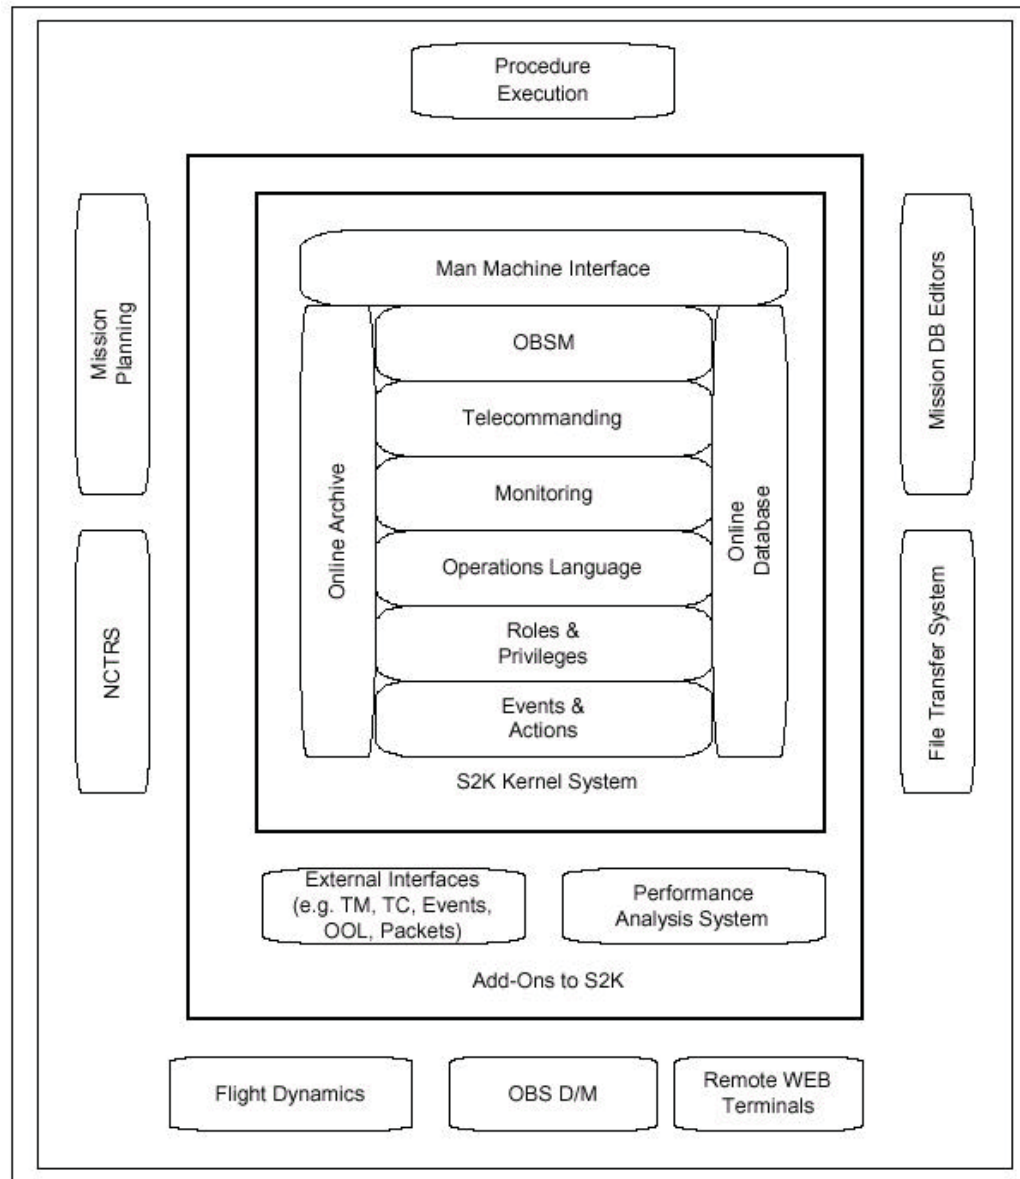 Procedure
Execution
Mission
Planning
Mission DB Editors
Man Machine Interface
OBSM
Telecommanding
Monitoring
Operations Language
Roles &
Privileges
Events &
Actions
Online Archive
Online
Database
S2K Kernel System
NCTRS
File Transfer System
External Interfaces
(e.g. TM, TC, Events,
OOL, Packets)
Performance
Analysis System
Add-Ons to S2K
Flight Dynamics
OBS D/M
Remote WEB
Terminals